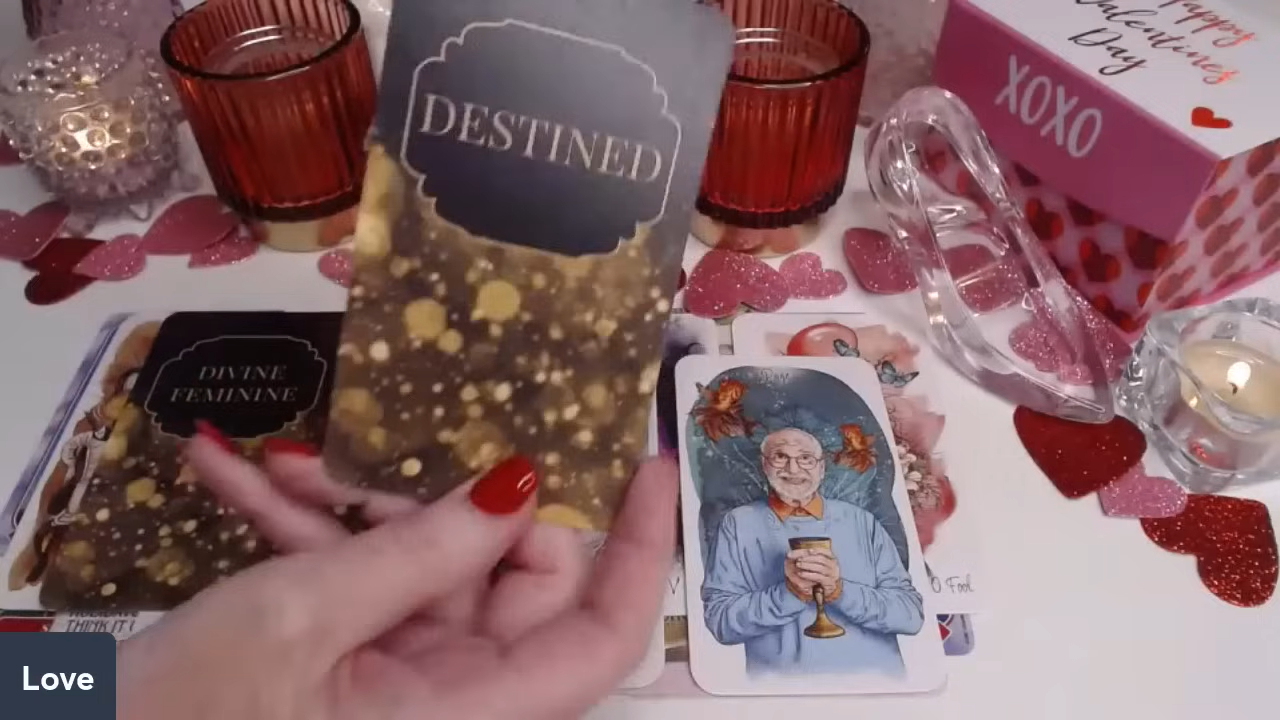 Happy
Valentines
Day
XOXO
DESTINED
DIVINE
FEMININE
THINK IT
0 Fool
Love